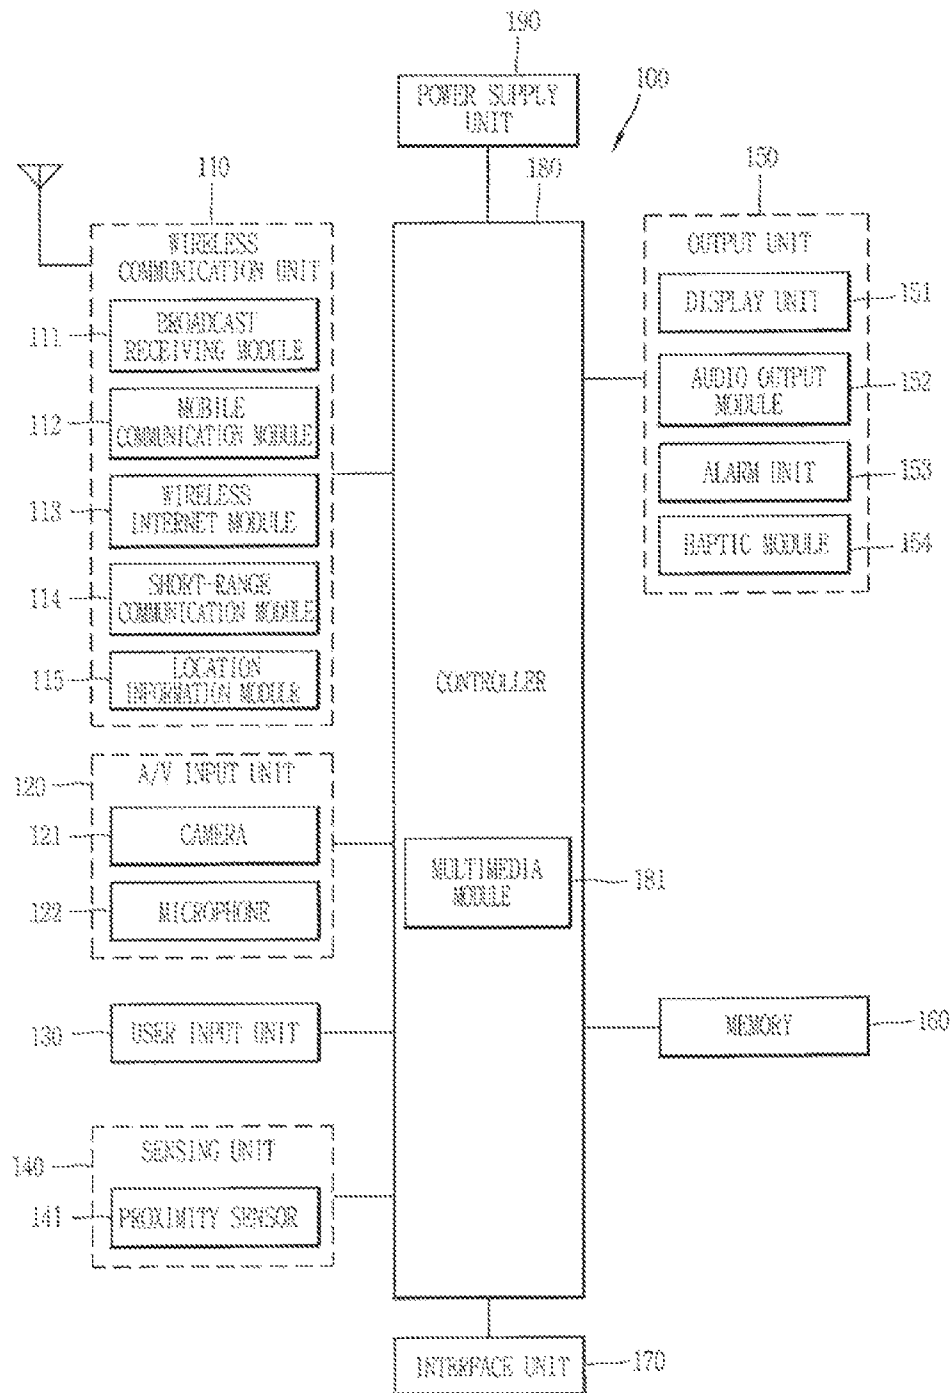 190
POWER SUPPLY
UNIT
100
110
180
150
WIRELESS
COMMUNICATION UNIT
OUTPUT UNIT
111
BROADCAST
RECEIVING MODULE
DISPLAY UNIT
151
112
MOBILE
COMMUNICATION MODULE
AUDIO OUTPUT
MODULE
152
113
WIRELESS
INTERNET MODULE
ALARM UNIT
153
114
SHORT-RANGE
COMMUNICATION MODULE
HAPTIC MODULE
154
115
LOCATION
INFORMATION MODULE
CONTROLLER
120
A/V INPUT UNIT
121
CAMERA
MULTIMEDIA
MODULE
181
122
MICROPHONE
130
USER INPUT UNIT
MEMORY
160
140
SENSING UNIT
141
PROXIMITY SENSOR
INTERFACE UNIT
170